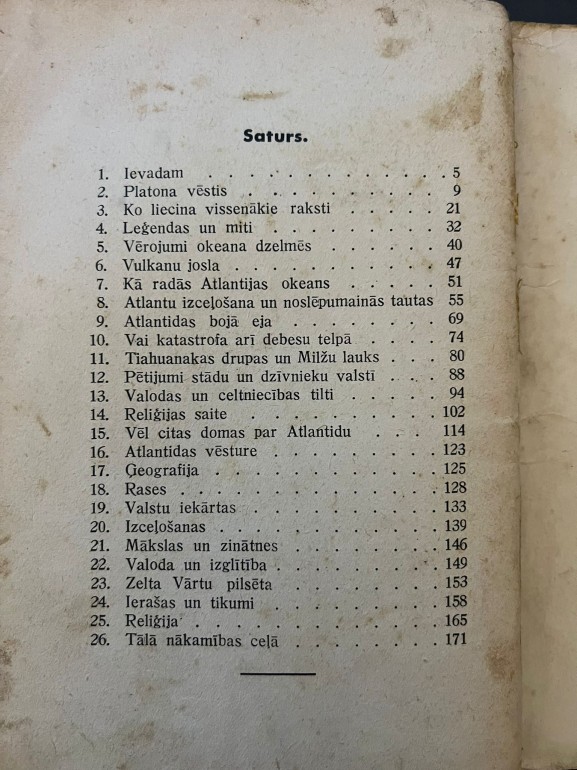 Saturs.
1. Ievadam . . . . . . . . . . . . 5
2. Platona vēstis . . . . . . . . . . 9
3. Ko liecina vissenākie raksti . . . . . 21
4. Leģendas un miti . . . . . . . . . 32
5. Vērojumi okeana dzelmēs . . . . . . 40
6. Vulkanu josla . . . . . . . . . . . 47
7. Kā radās Atlantijas okeans . . . . . 51
8. Atlantu izceļošana un noslēpumainās tautas 55
9. Atlantidas bojā eja . . . . . . . . 69
10. Vai katastrofa arī debesu telpā . . . . 74
11. Tiahuanakas drupas un Milžu lauks . . . 80
12. Pētijumi stādu un dzīvnieku valstī . . . 88
13. Valodas un celtniecības tilti . . . . . 94
14. Reliģijas saite . . . . . . . . . . 102
15. Vēl citas domas par Atlantidu . . . 114
16. Atlantidas vēsture . . . . . . . . . 123
17. Ģeografija . . . . . . . . . . . . 125
18. Rases . . . . . . . . . . . . . 128
19. Valstu iekārtas . . . . . . . . . . 133
20. Izceļošanas . . . . . . . . . . . 139
21. Mākslas un zinātnes . . . . . . . . 146
22. Valoda un izglītība . . . . . . . . . 149
23. Zelta Vārtu pilsēta . . . . . . . . . 153
24. Ierašas un tikumi . . . . . . . . . 158
25. Reliģija . . . . . . . . . . . . . 165
26. Tālā nākamības ceļā . . . . . . . . 171